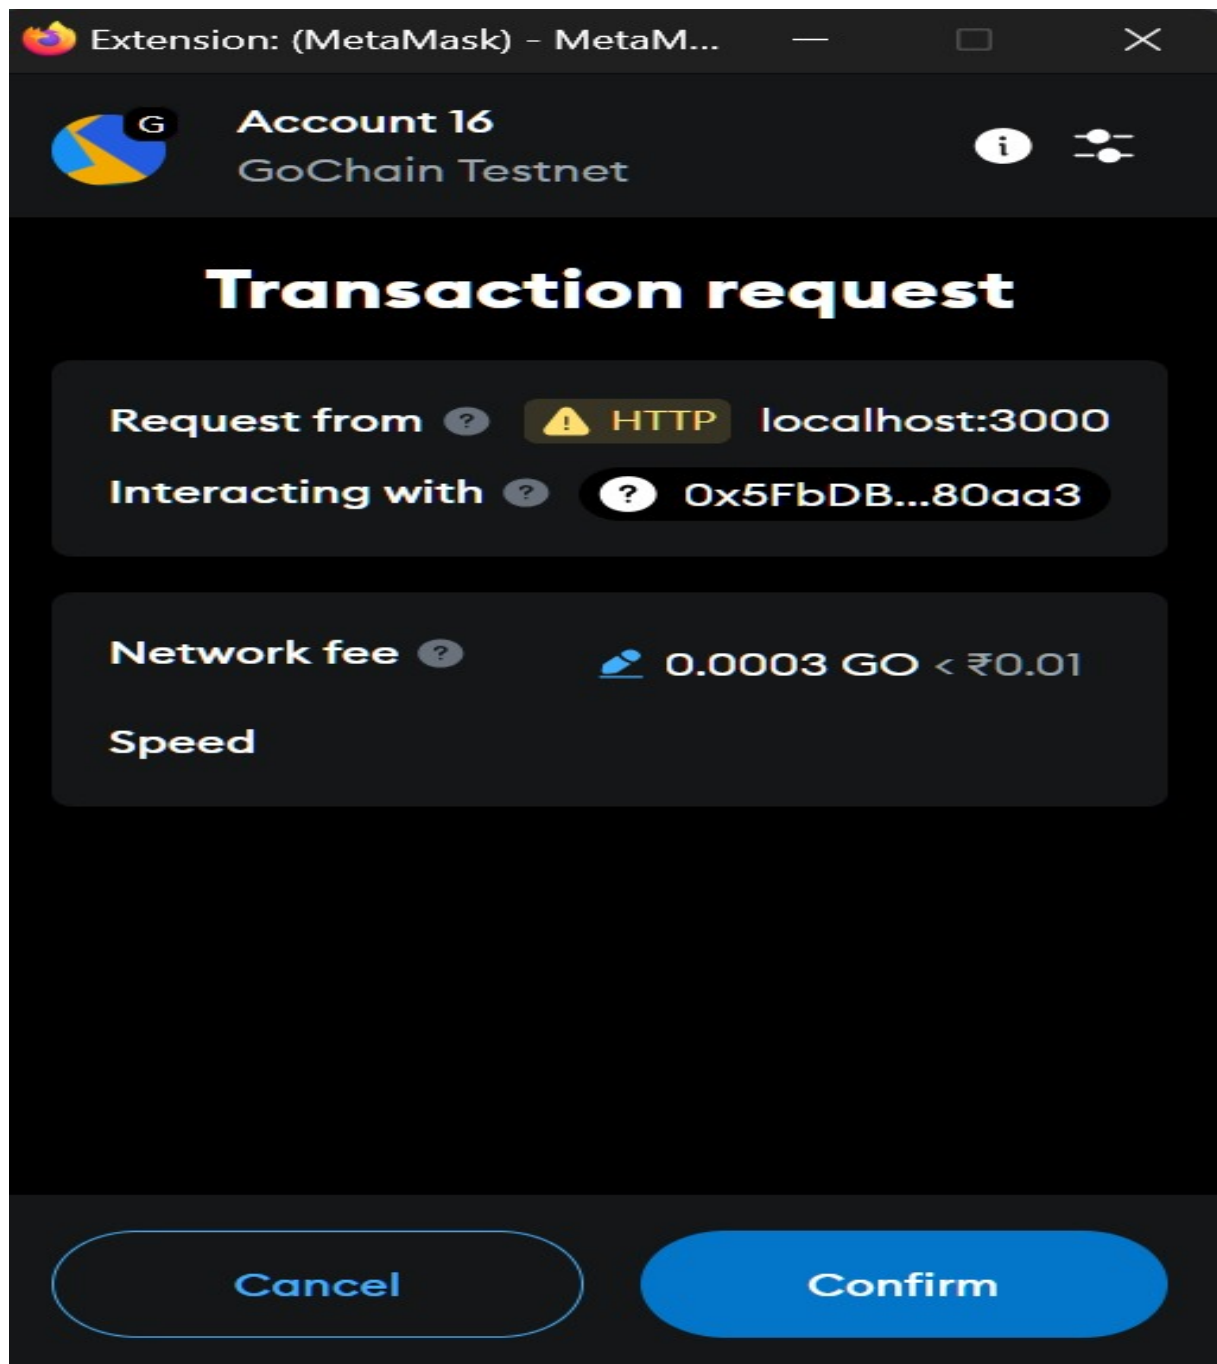 Extension: (MetaMask) - MetaM...
G
Account 16
GoChain Testnet
Transaction request
Request from ? HTTP localhost:3000
Interacting with ? ? 0x5FbDB...80aa3
Network fee ? 0.0003 GO < ₹0.01
Speed
Cancel
Confirm